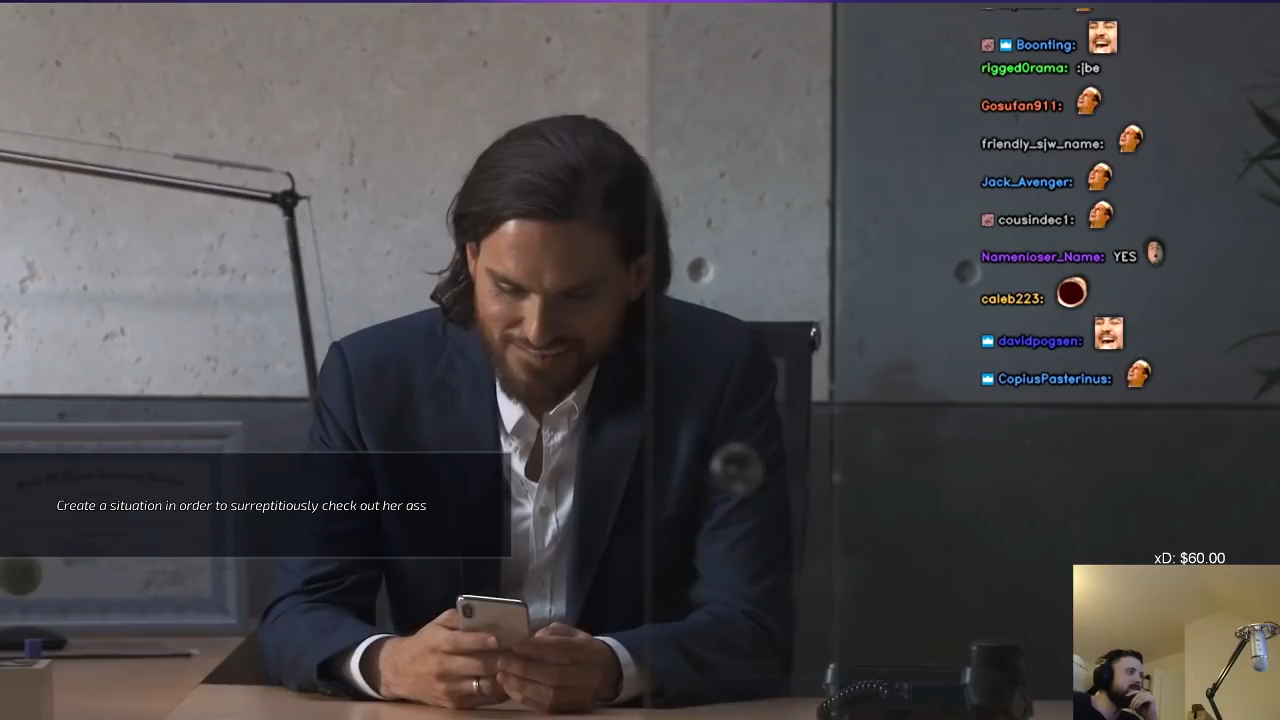 Boonting:
rigged0rama: :|be
Gosufan911:
friendly_sjw_name:
Jack_Avenger:
cousindec1:
Namenloser_Name: YES
caleb223:
davidpogsen:
CopiusPasterinus:
Create a situation in order to surreptitiously check out her ass
xD: $60.00